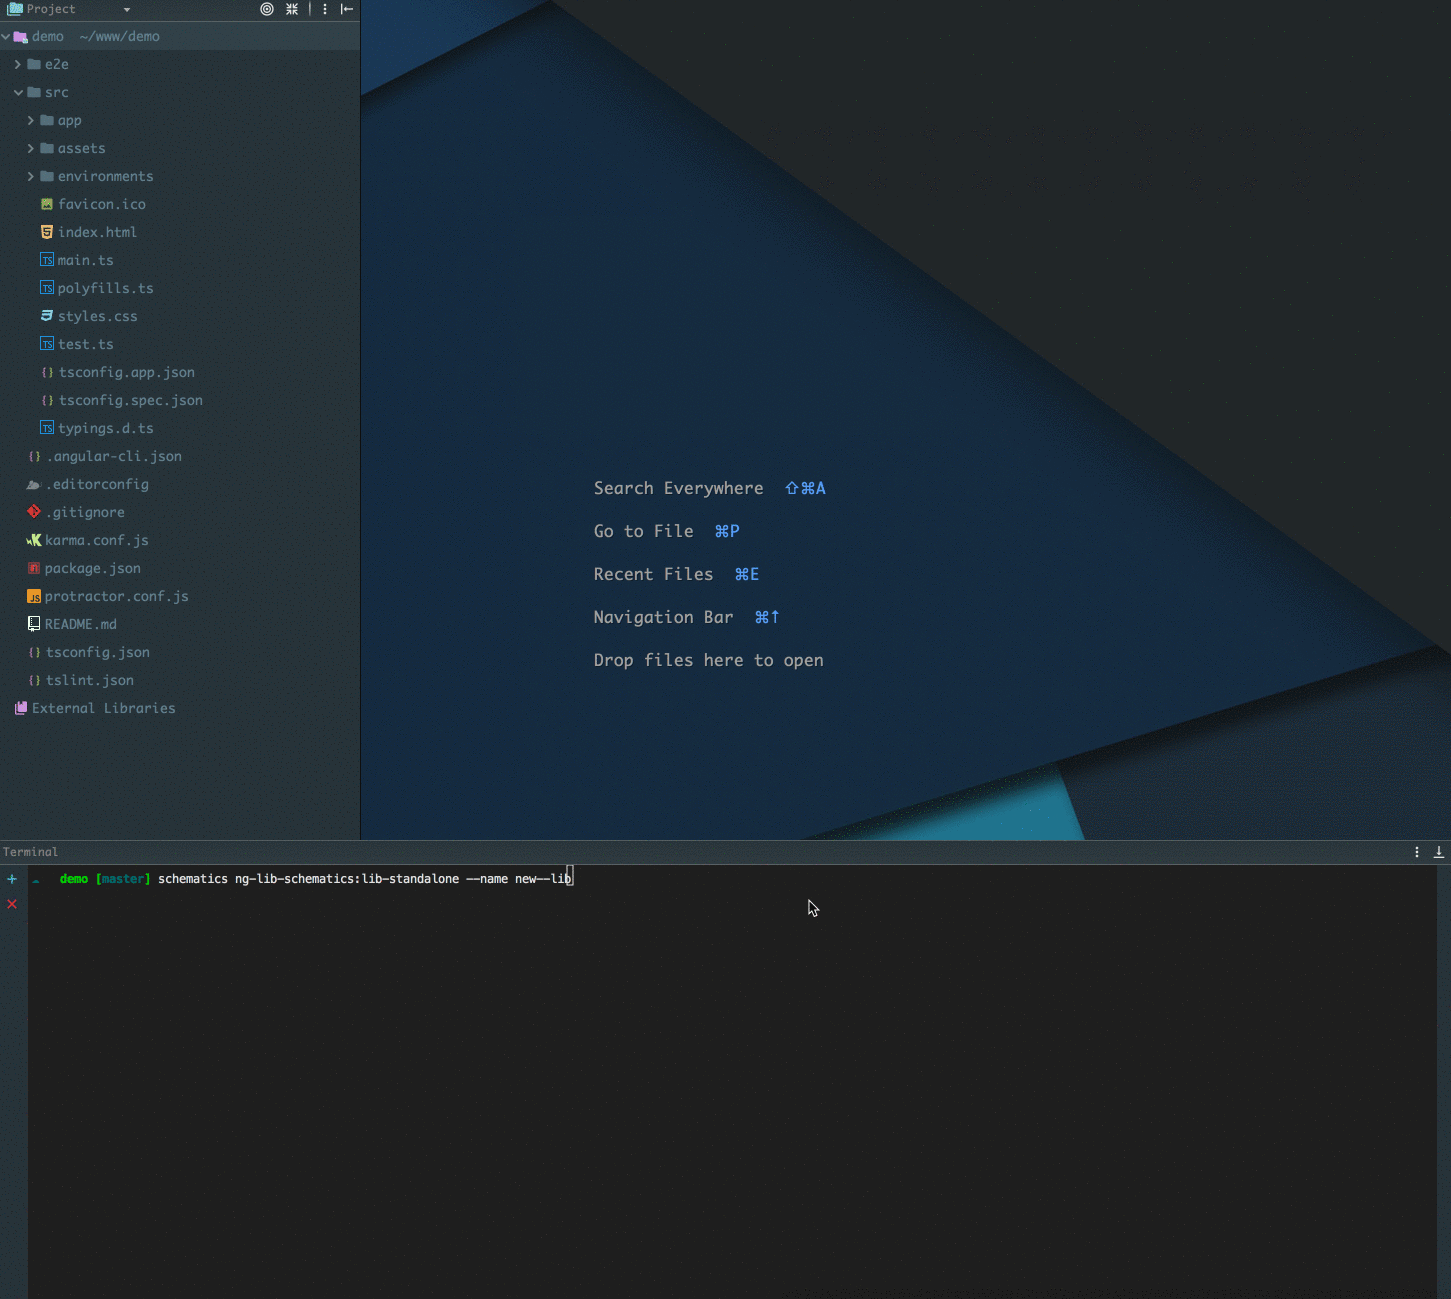 Project
demo ~/www/demo
e2e
src
app
assets
environments
favicon.ico
index.html
main.ts
polyfills.ts
styles.css
test.ts
tsconfig.app.json
tsconfig.spec.json
typings.d.ts
.angular-cli.json
.editorconfig
.gitignore
karma.conf.js
package.json
protractor.conf.js
README.md
tsconfig.json
tslint.json
External Libraries
Search Everywhere ⇧⌘A
Go to File ⌘P
Recent Files ⌘E
Navigation Bar ⌘↑
Drop files here to open
Terminal
demo [master] schematics ng-lib-schematics:lib-standalone --name new--lib